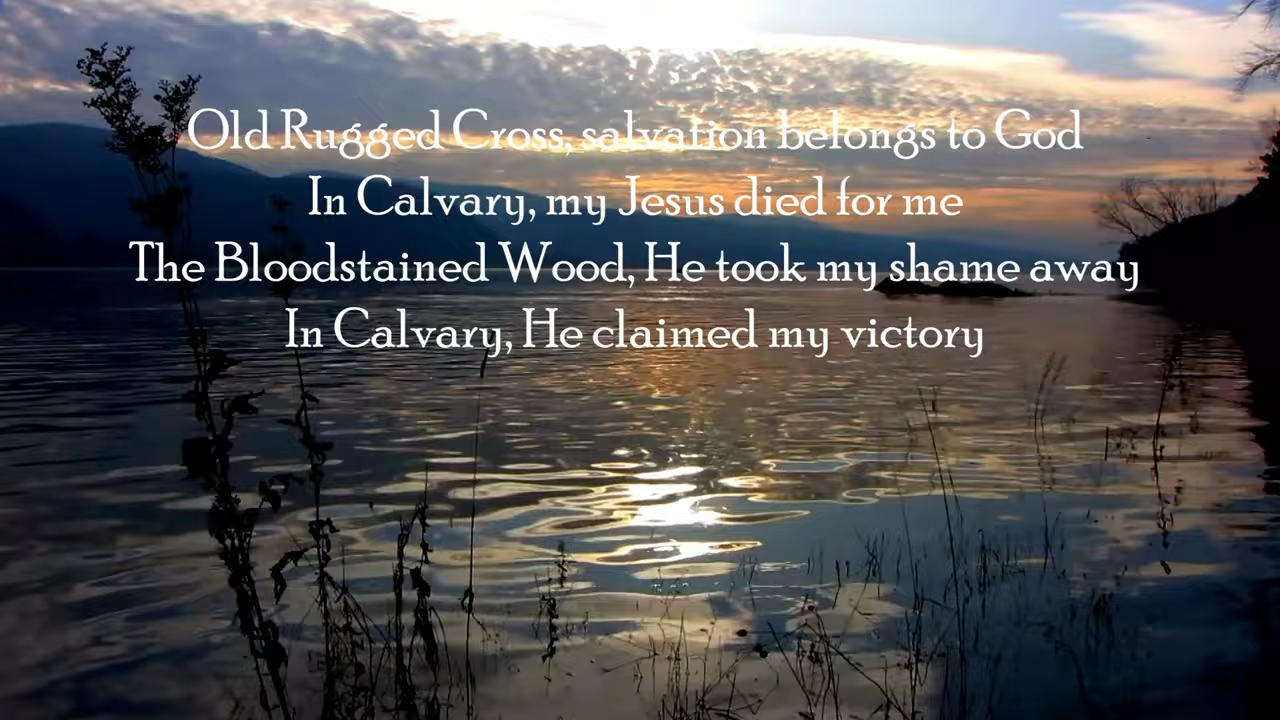 Old Rugged Cross, salvation belongs to God
In Calvary, my Jesus died for me
The Bloodstained Wood, He took my shame away
In Calvary, He claimed my victory